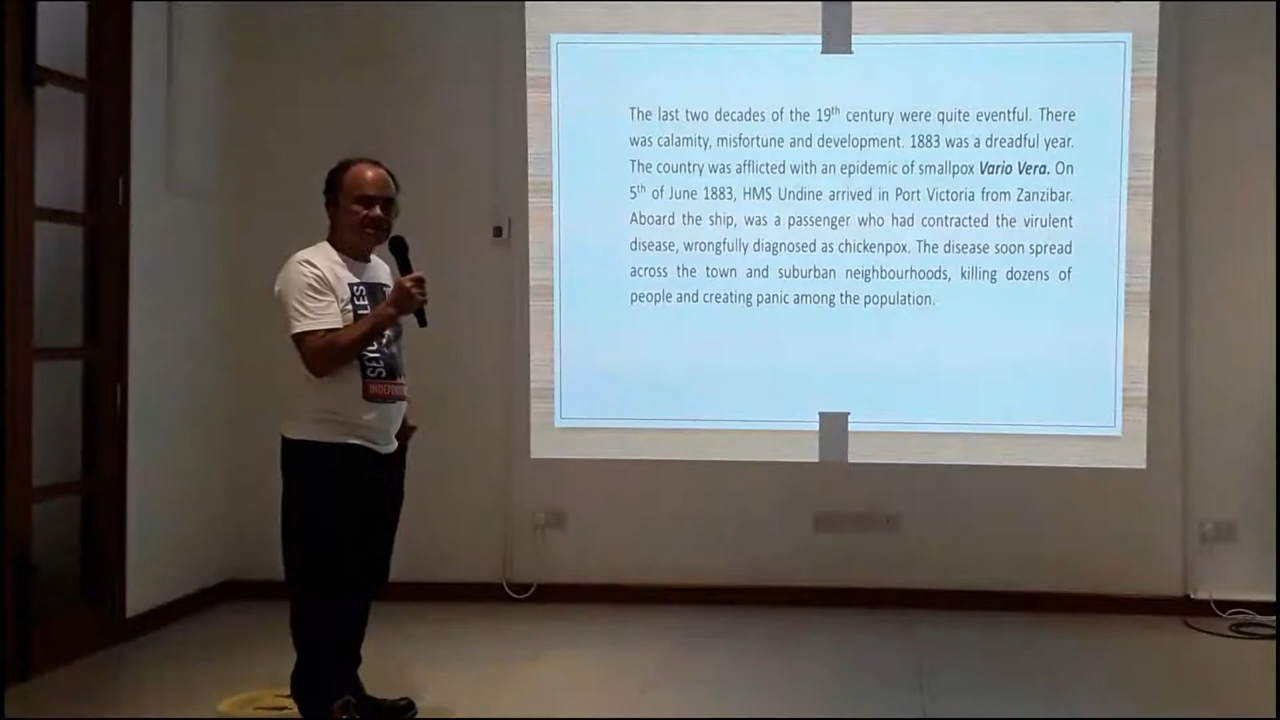 The last two decades of the 19th century were quite eventful. There
was calamity, misfortune and development. 1883 was a dreadful year.
The country was afflicted with an epidemic of smallpox Vario Vera. On
5th of June 1883, HMS Undine arrived in Port Victoria from Zanzibar.
Aboard the ship, was a passenger who had contracted the virulent
disease, wrongfully diagnosed as chickenpox. The disease soon spread
across the town and suburban neighbourhoods, killing dozens of
people and creating panic among the population.